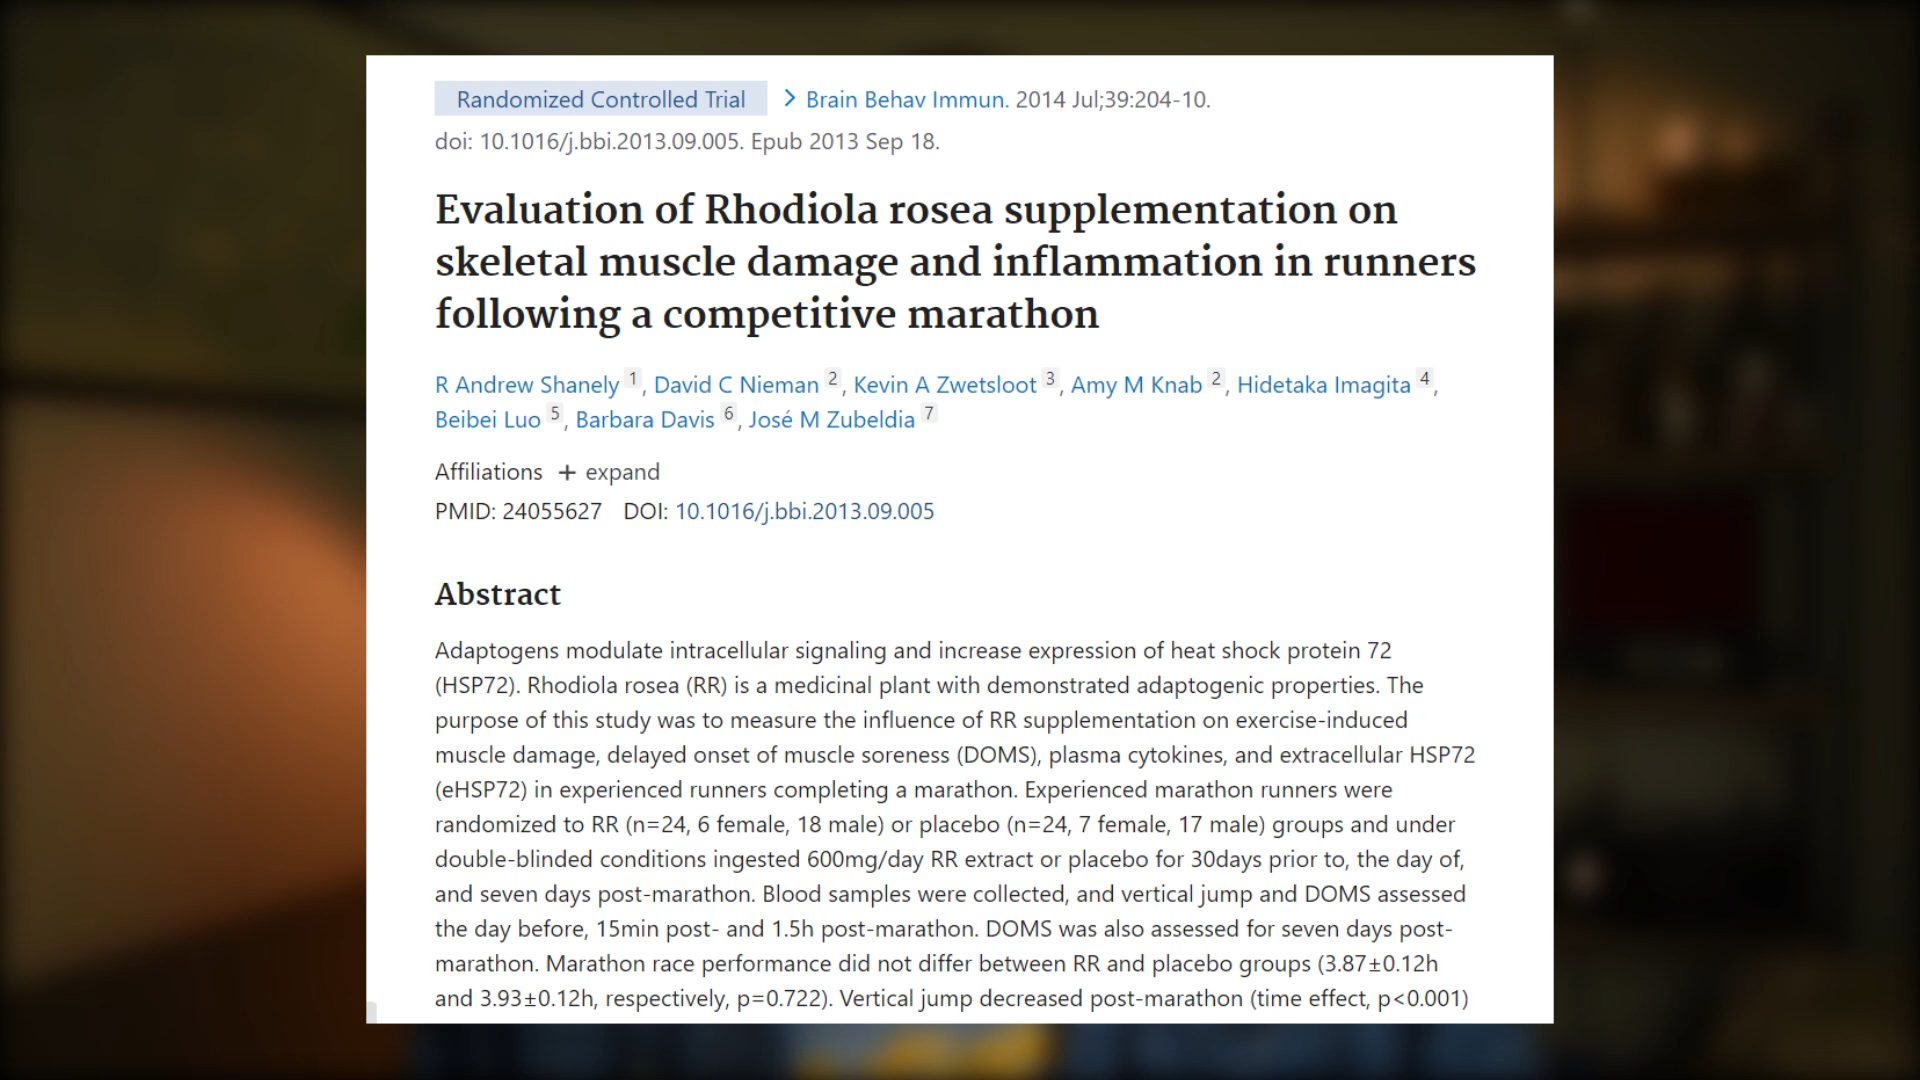 Randomized Controlled Trial > Brain Behav Immun. 2014 Jul;39:204-10.
doi: 10.1016/j.bbi.2013.09.005. Epub 2013 Sep 18.
Evaluation of Rhodiola rosea supplementation on
skeletal muscle damage and inflammation in runners
following a competitive marathon
R Andrew Shanely 1, David C Nieman 2, Kevin A Zwetsloot 3, Amy M Knab 2, Hidetaka Imagita 4,
Beibei Luo 5, Barbara Davis 6, José M Zubeldia 7
Affiliations + expand
PMID: 24055627 DOI: 10.1016/j.bbi.2013.09.005
Abstract
Adaptogens modulate intracellular signaling and increase expression of heat shock protein 72
(HSP72). Rhodiola rosea (RR) is a medicinal plant with demonstrated adaptogenic properties. The
purpose of this study was to measure the influence of RR supplementation on exercise-induced
muscle damage, delayed onset of muscle soreness (DOMS), plasma cytokines, and extracellular HSP72
(eHSP72) in experienced runners completing a marathon. Experienced marathon runners were
randomized to RR (n=24, 6 female, 18 male) or placebo (n=24, 7 female, 17 male) groups and under
double-blinded conditions ingested 600mg/day RR extract or placebo for 30days prior to, the day of,
and seven days post-marathon. Blood samples were collected, and vertical jump and DOMS assessed
the day before, 15min post- and 1.5h post-marathon. DOMS was also assessed for seven days post-
marathon. Marathon race performance did not differ between RR and placebo groups (3.87±0.12h
and 3.93±0.12h, respectively, p=0.722). Vertical jump decreased post-marathon (time effect, p<0.001)